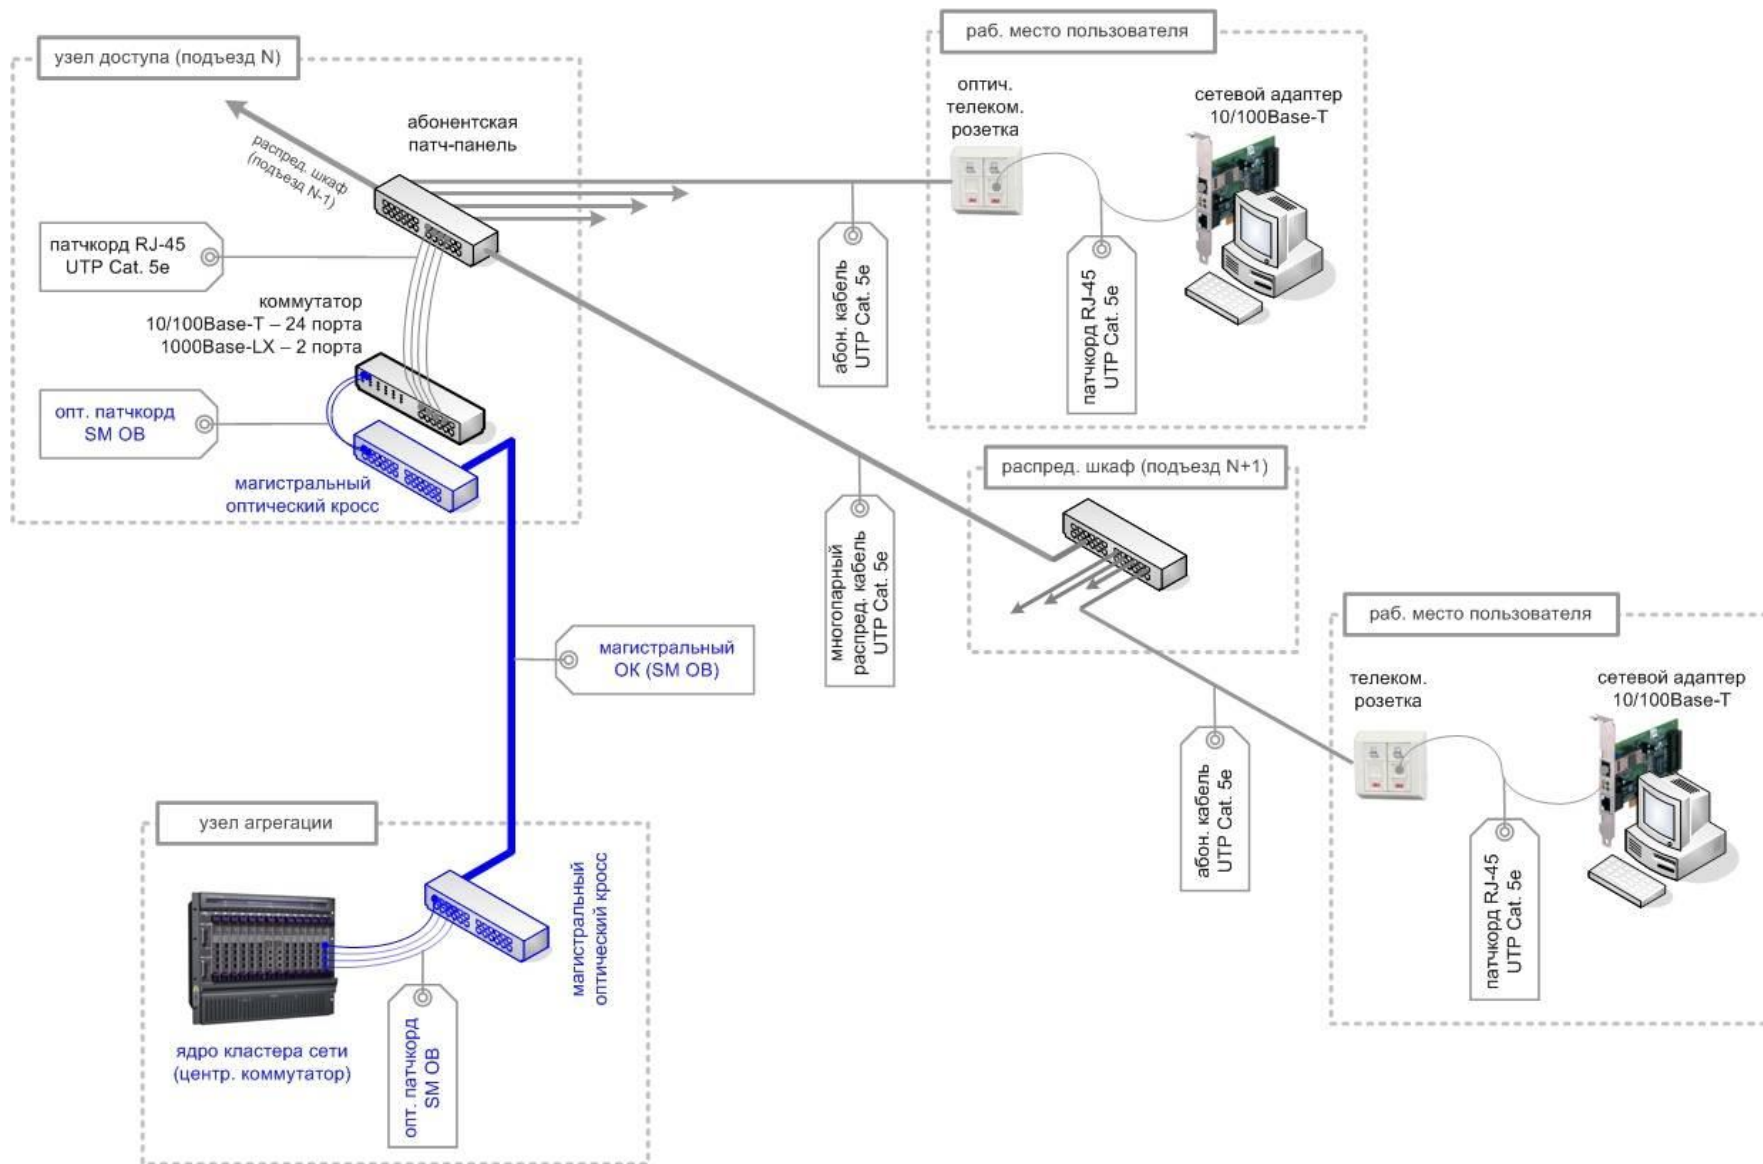 узел доступа (подъезд N)
распред. шкаф
(подъезд N-1)
абонентская
патч-панель
патчкорд RJ-45
UTP Cat. 5e
коммутатор
10/100Base-T – 24 порта
1000Base-LX – 2 порта
опт. патчкорд
SM ОВ
магистральный
оптический кросс
раб. место пользователя
оптич.
телеком.
розетка
сетевой адаптер
10/100Base-T
абон. кабель
UTP Cat. 5e
патчкорд RJ-45
UTP Cat. 5e
многопарный
распред. кабель
UTP Cat. 5e
распред. шкаф (подъезд N+1)
магистральный
ОК (SM ОВ)
раб. место пользователя
телеком.
розетка
сетевой адаптер
10/100Base-T
абон. кабель
UTP Cat. 5e
патчкорд RJ-45
UTP Cat. 5e
узел агрегации
магистральный
оптический кросс
ядро кластера сети
(центр. коммутатор)
опт. патчкорд
SM ОВ